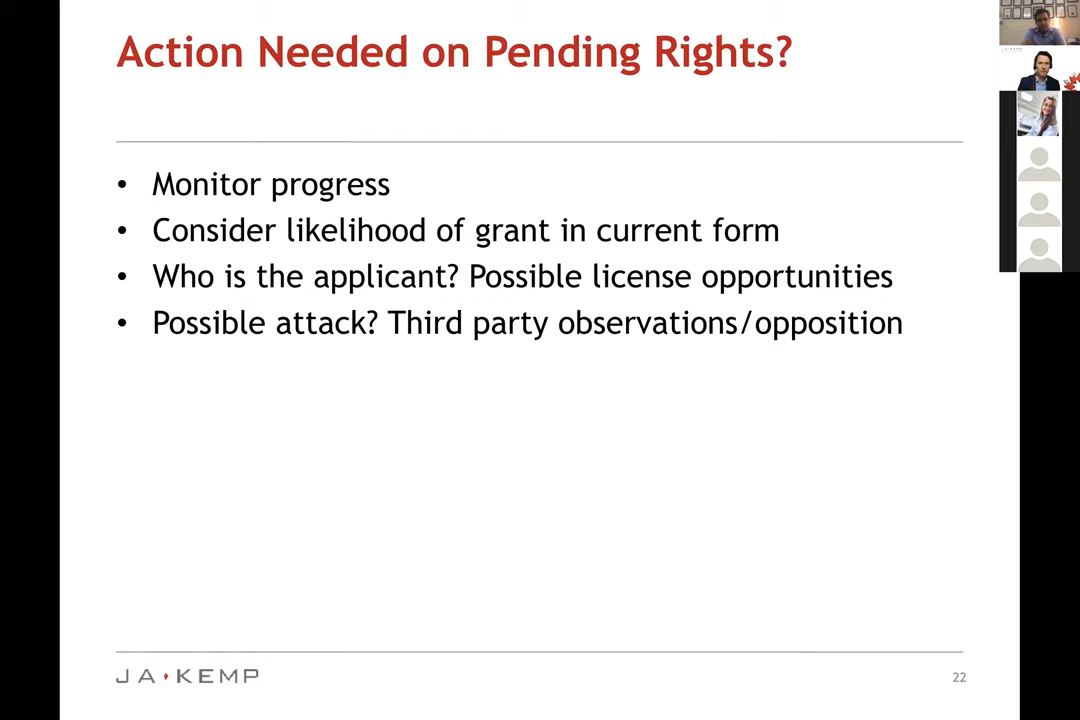 Action Needed on Pending Rights?
• Monitor progress
• Consider likelihood of grant in current form
• Who is the applicant? Possible license opportunities
• Possible attack? Third party observations/opposition
JA KEMP
22